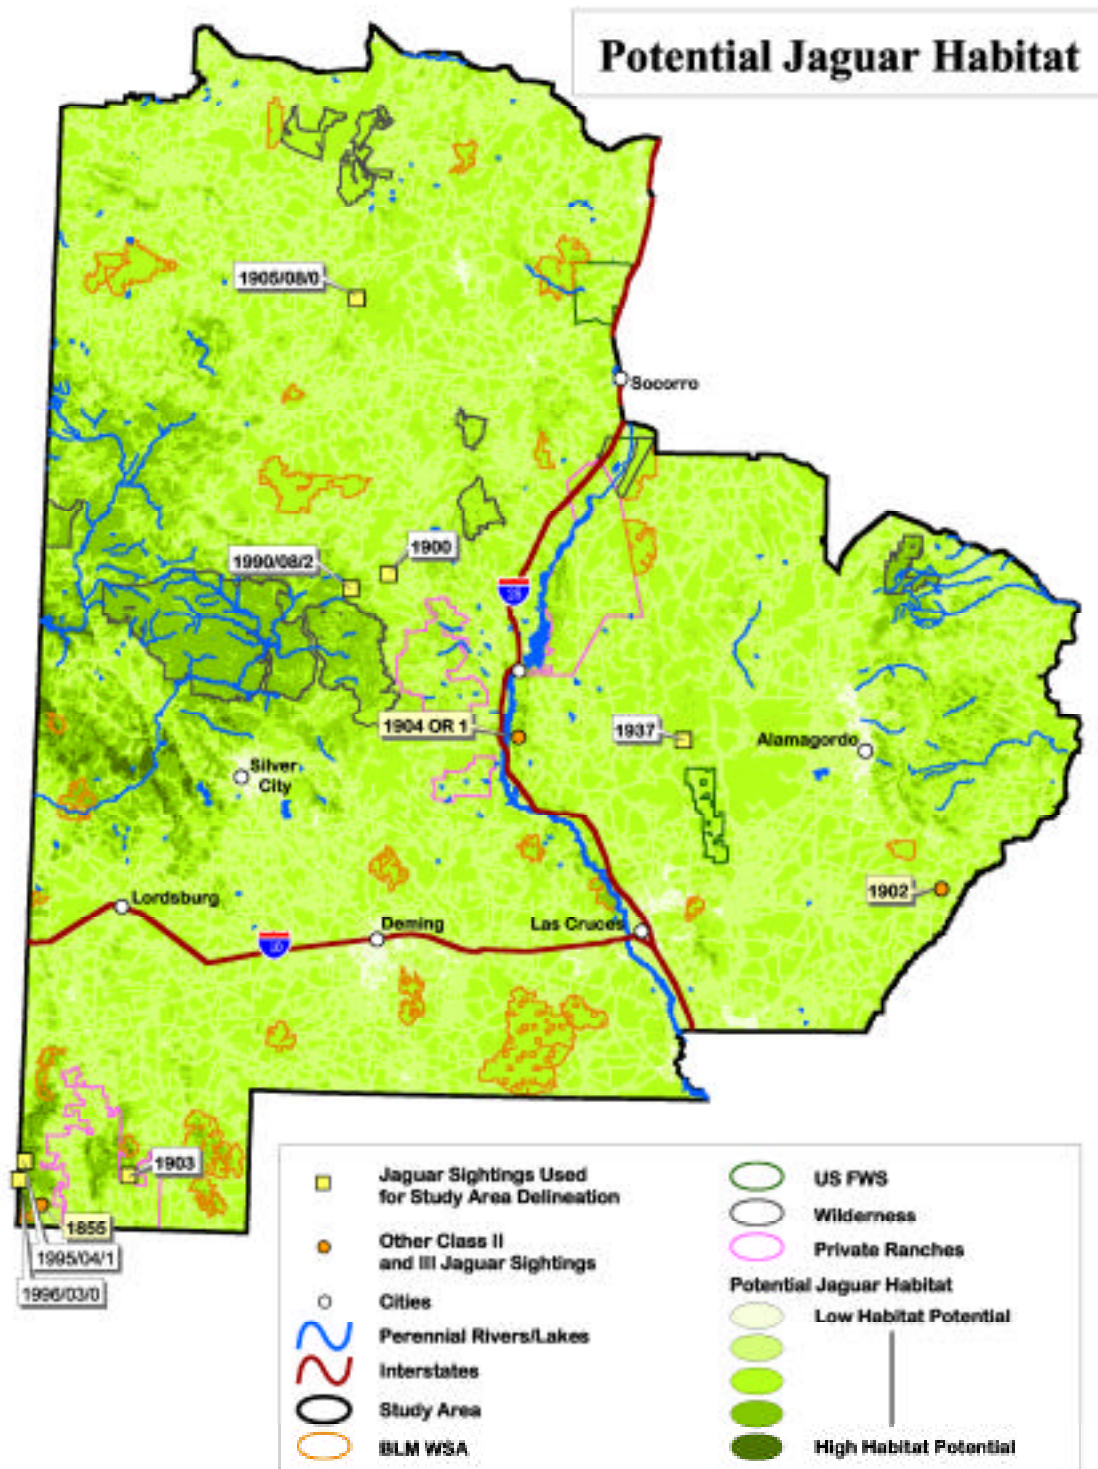 Potential Jaguar Habitat
1905/08/0
Socorro
1900
1990/08/2
25
1904 OR 1
1937
Alamagordo
Silver
City
1902
Lordsburg
Deming
Las Cruces
10
1903
1855
1995/04/1
1996/03/0
Jaguar Sightings Used
for Study Area Delineation
Other Class II
and III Jaguar Sightings
Cities
Perennial Rivers/Lakes
Interstates
Study Area
BLM WSA
US FWS
Wilderness
Private Ranches
Potential Jaguar Habitat
Low Habitat Potential
High Habitat Potential